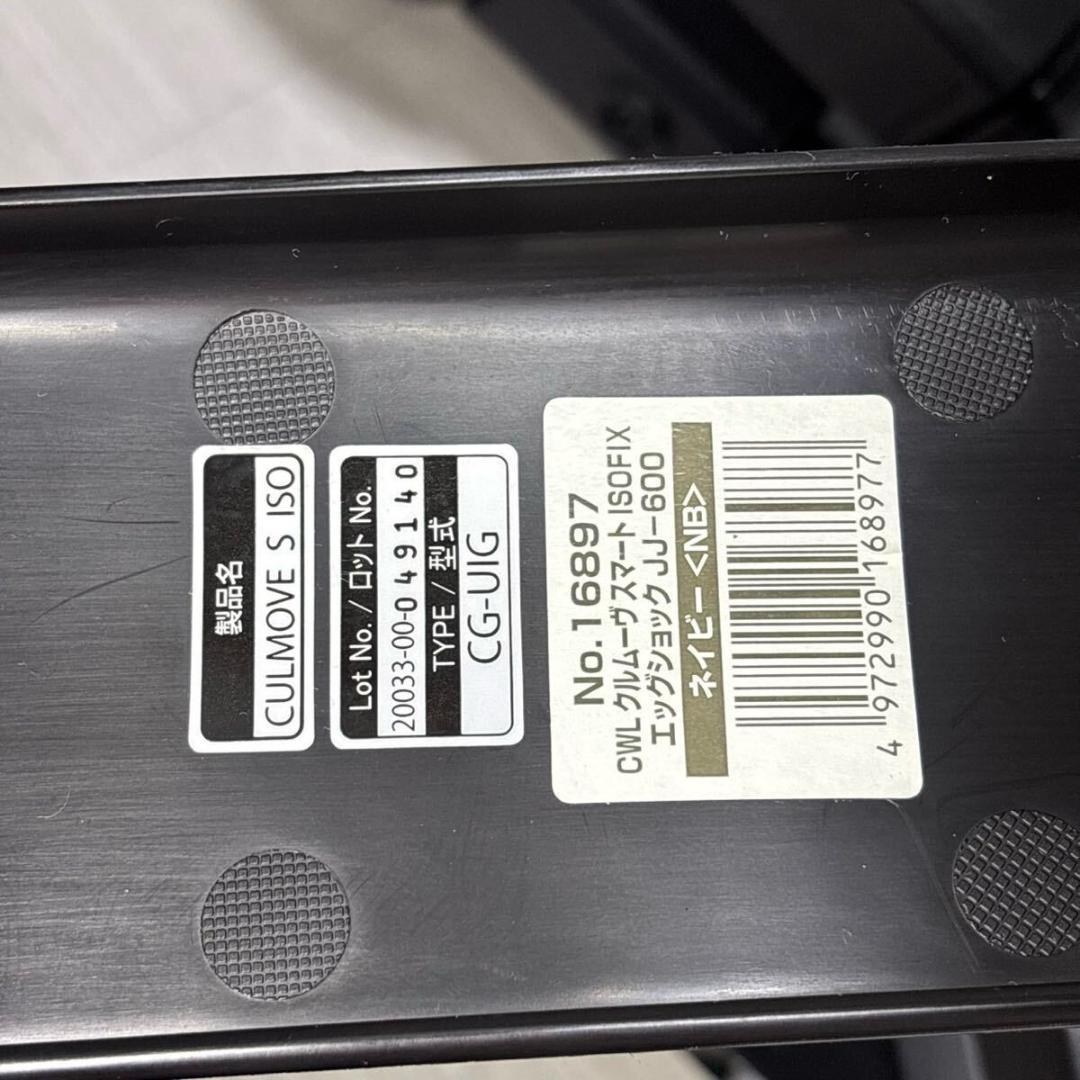 製品名
CULMOVE S ISO
Lot No. / ロット No.
20033-00-0 49140
TYPE / 型式
CG-UIG
No.16897
CWL クルムーヴ スマート ISOFIX
エッグショック JJ-600
ネイビー <NB>
4 972990 168977